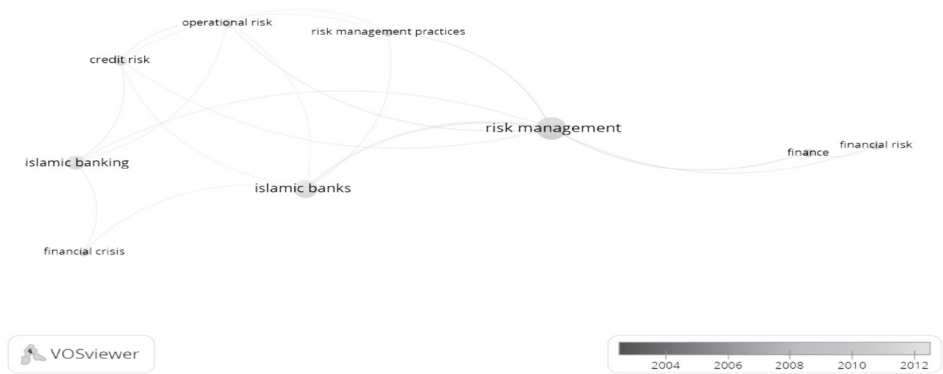 operational risk
risk management practices
credit risk
risk management
financial risk
finance
islamic banking
islamic banks
financial crisis
VOSviewer
2004 2006 2008 2010 2012